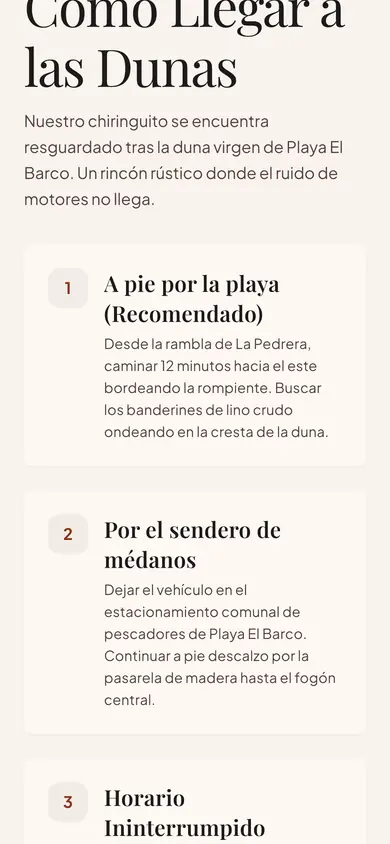 Cómo Llegar a
las Dunas
Nuestro chiringuito se encuentra
resguardado tras la duna virgen de Playa El
Barco. Un rincón rústico donde el ruido de
motores no llega.
1
A pie por la playa
(Recomendado)
Desde la rambla de La Pedrera,
caminar 12 minutos hacia el este
bordeando la rompiente. Buscar
los banderines de lino crudo
ondeando en la cresta de la duna.
2
Por el sendero de
médanos
Dejar el vehículo en el
estacionamiento comunal de
pescadores de Playa El Barco.
Continuar a pie descalzo por la
pasarela de madera hasta el fogón
central.
3
Horario
Ininterrumpido